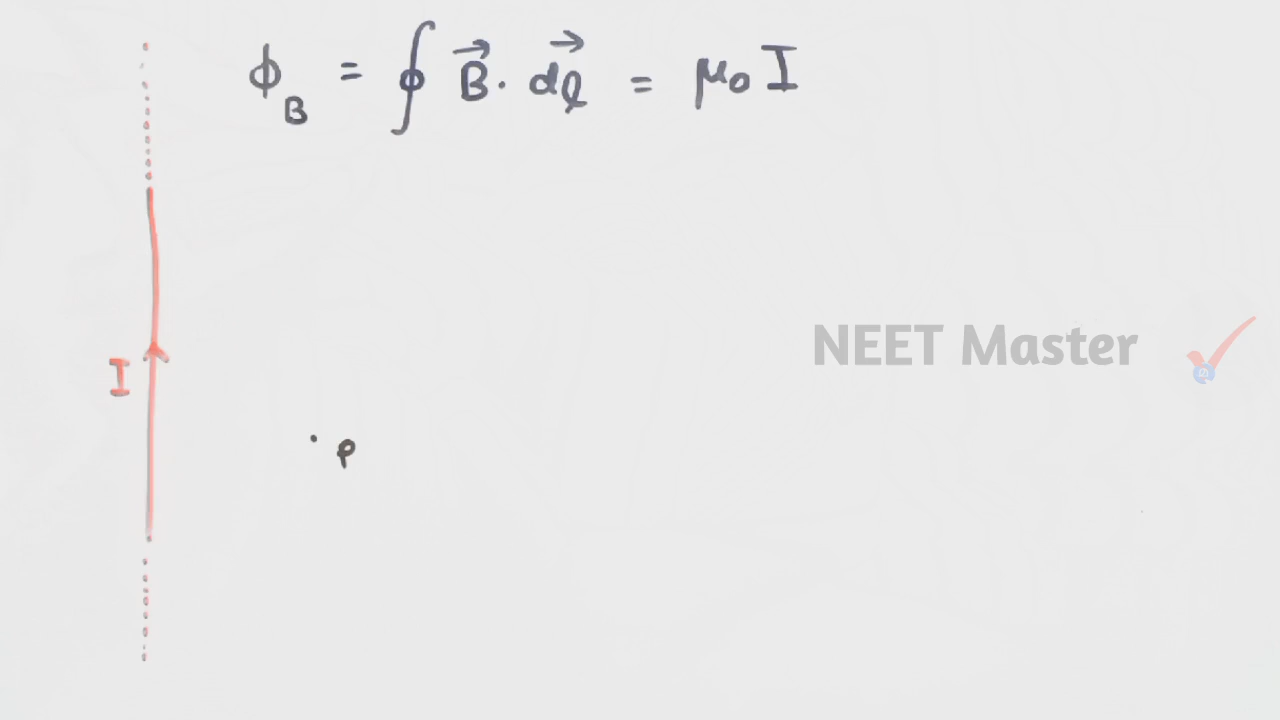 ϕ_B = ∮ B⃗ · dℓ⃗ = μ₀ I
NEET Master
I
P